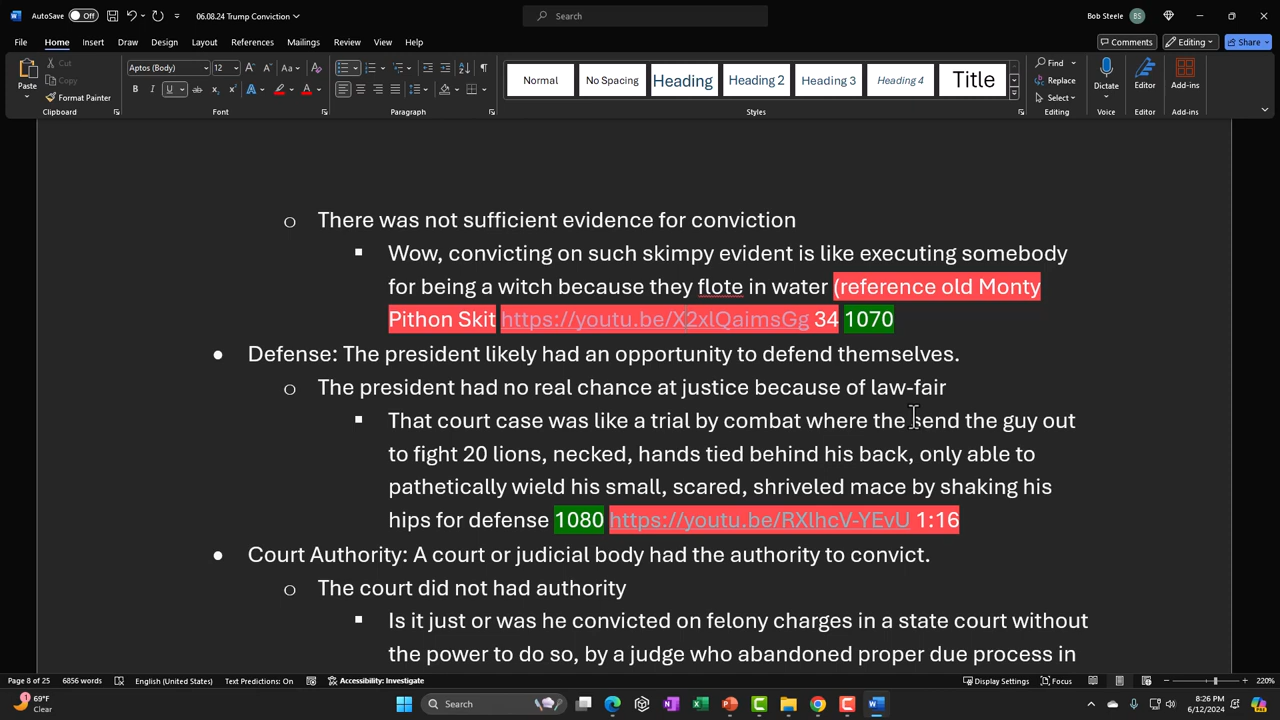 AutoSave Off 06.08.24 Trump Conviction Search Bob Steele BS
File Home Insert Draw Design Layout References Mailings Review View Help Comments Editing Share
Cut Aptos (Body) 12 Find
Copy Normal No Spacing Heading Heading 2 Heading 3 Heading 4 Title Replace
Paste Format Painter Select Dictate Editor Add-ins
Clipboard Font Paragraph Styles Editing Voice Editor Add-ins
There was not sufficient evidence for conviction
Wow, convicting on such skimpy evident is like executing somebody
for being a witch because they flote in water (reference old Monty
Pithon Skit https://youtu.be/X2xlQaimsGg 34 1070
Defense: The president likely had an opportunity to defend themselves.
The president had no real chance at justice because of law-fair
That court case was like a trial by combat where the send the guy out
to fight 20 lions, necked, hands tied behind his back, only able to
pathetically wield his small, scared, shriveled mace by shaking his
hips for defense 1080 https://youtu.be/RXlhcV-YEvU 1:16
Court Authority: A court or judicial body had the authority to convict.
The court did not had authority
Is it just or was he convicted on felony charges in a state court without
the power to do so, by a judge who abandoned proper due process in
Page 8 of 25 6856 words English (United States) Text Predictions: On Accessibility: Investigate Display Settings Focus 220%
69°F Search 8:26 PM
Clear 6/12/2024